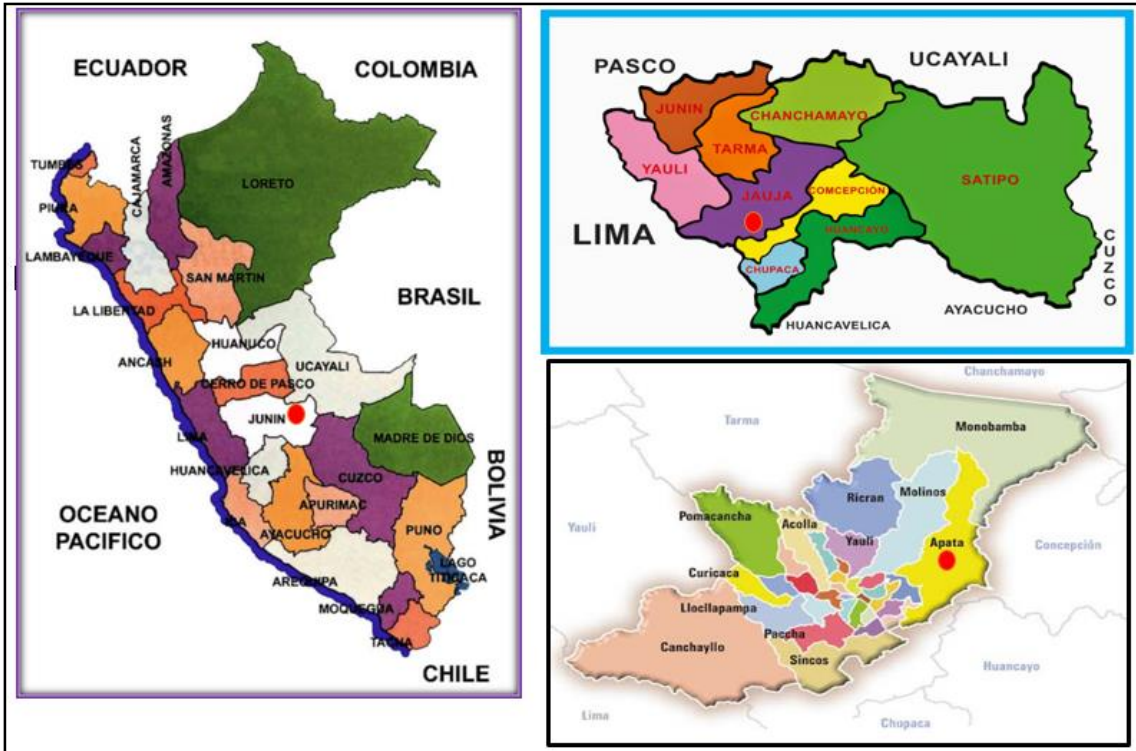 ECUADOR
COLOMBIA
TUMBES
CAJAMARCA
AMAZONAS
LORETO
PIURA
LAMBAYEQUE
SAN MARTIN
LA LIBERTAD
BRASIL
HUANUCO
ANCASH
UCAYALI
CERRO DE PASCO
JUNIN
LIMA
MADRE DE DIOS
HUANCAVELICA
CUZCO
BOLIVIA
OCEANO
PACIFICO
ICA
APURIMAC
AYACUCHO
PUNO
LAGO
TITICACA
AREQUIPA
MOQUEGUA
TACNA
CHILE
PASCO
UCAYALI
JUNIN
CHANCHAMAYO
TARMA
YAULI
JAUJA
COMCEPCIÓN
SATIPO
LIMA
HUANCAYO
CHUPACA
CUZCO
AYACUCHO
HUANCAVELICA
Chanchamayo
Tarma
Monobamba
Ricran
Molinos
Pomacancha
Acolla
Yauli
Yauli
Apata
Concepción
Curicaca
Llocllapampa
Paccha
Canchayllo
Sincos
Huancayo
Lima
Chupaca